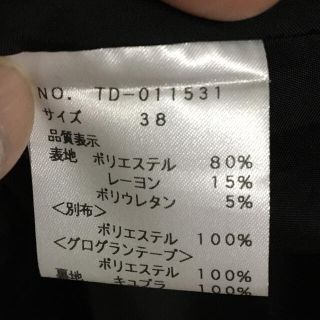 NO. TD-011531
サイズ 38
品質表示
表地 ポリエステル 80%
レーヨン 15%
ポリウレタン 5%
<別布>
ポリエステル 100%
<グログランテープ>
ポリエステル 100%
裏地 キュプラ 100%